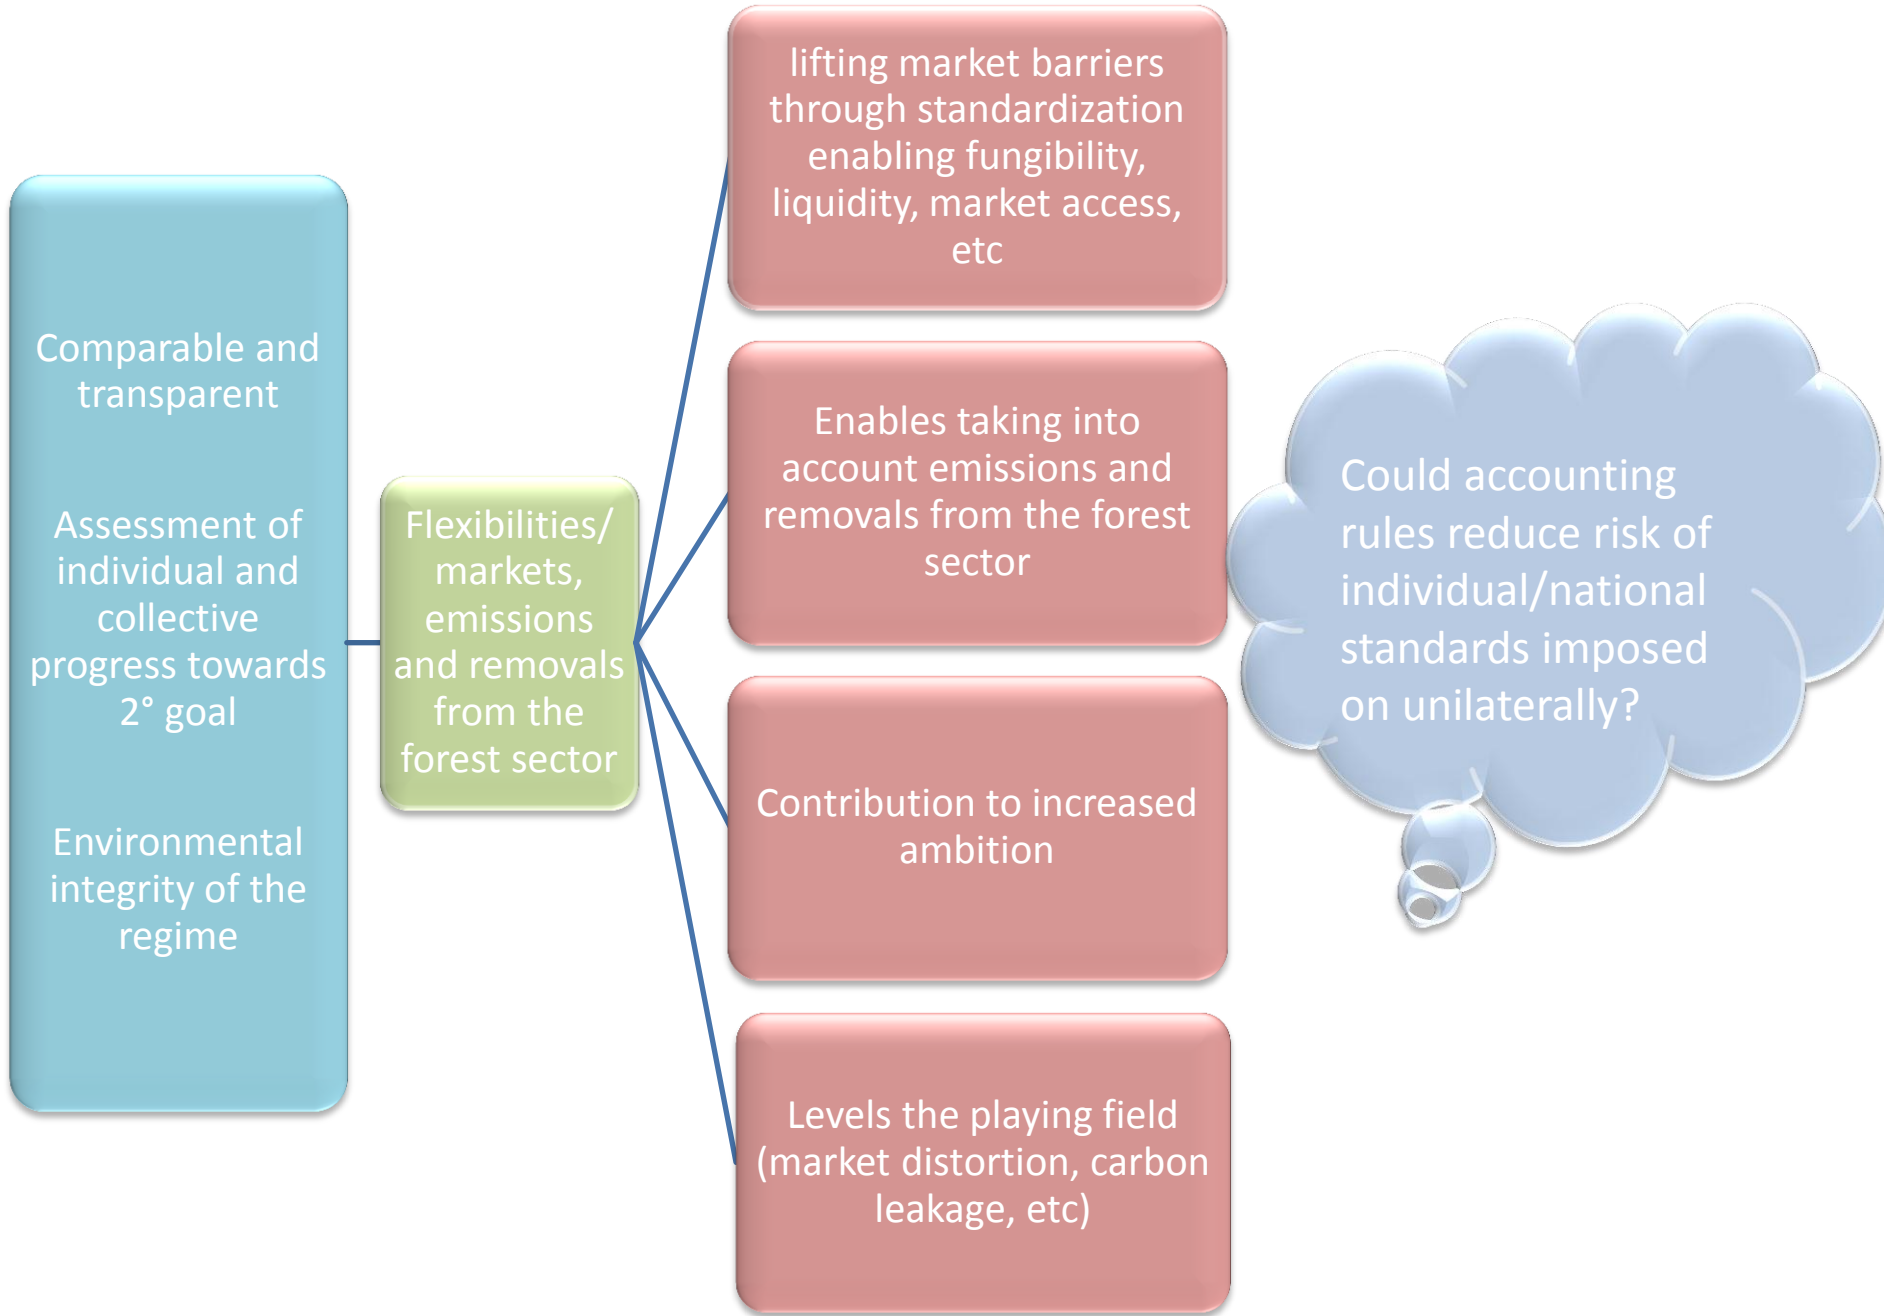 Comparable and
transparent
Assessment of
individual and
collective
progress towards
2° goal
Environmental
integrity of the
regime
Flexibilities/
markets,
emissions
and removals
from the
forest sector
lifting market barriers
through standardization
enabling fungibility,
liquidity, market access,
etc
Enables taking into
account emissions and
removals from the forest
sector
Contribution to increased
ambition
Levels the playing field
(market distortion, carbon
leakage, etc)
Could accounting
rules reduce risk of
individual/national
standards imposed
on unilaterally?